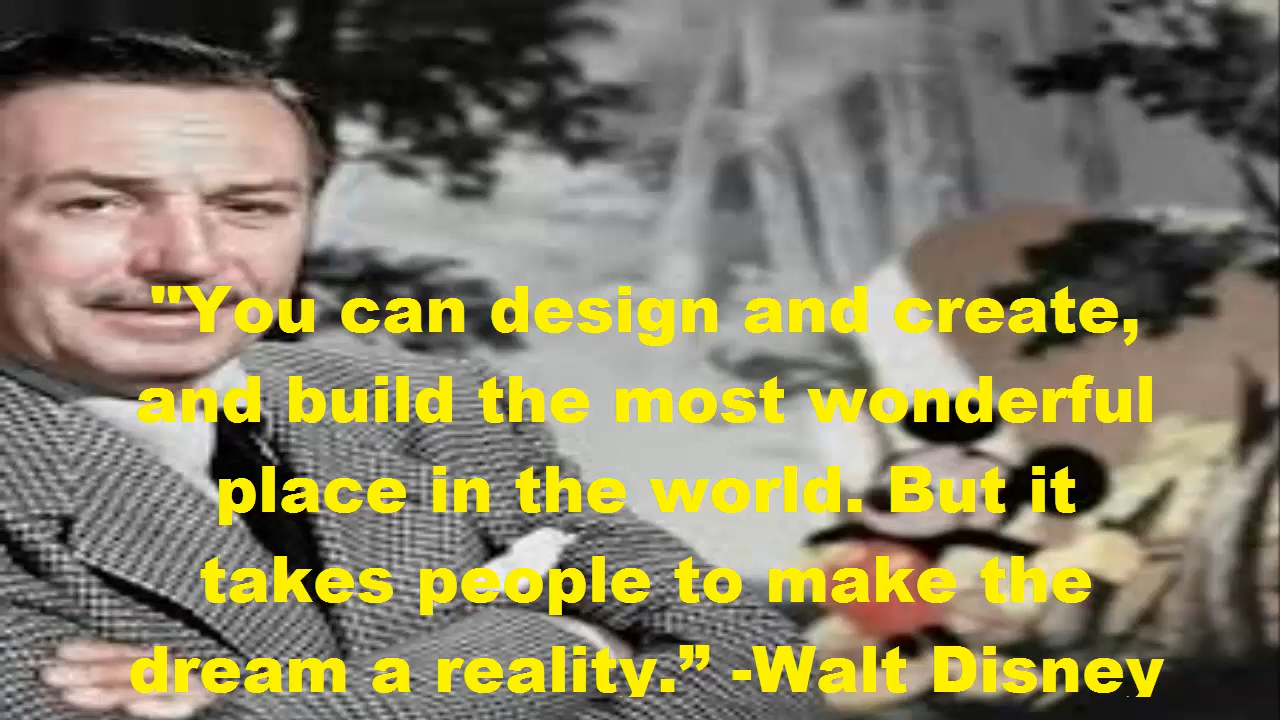 "You can design and create,
and build the most wonderful
place in the world. But it
takes people to make the
dream a reality.” -Walt Disney